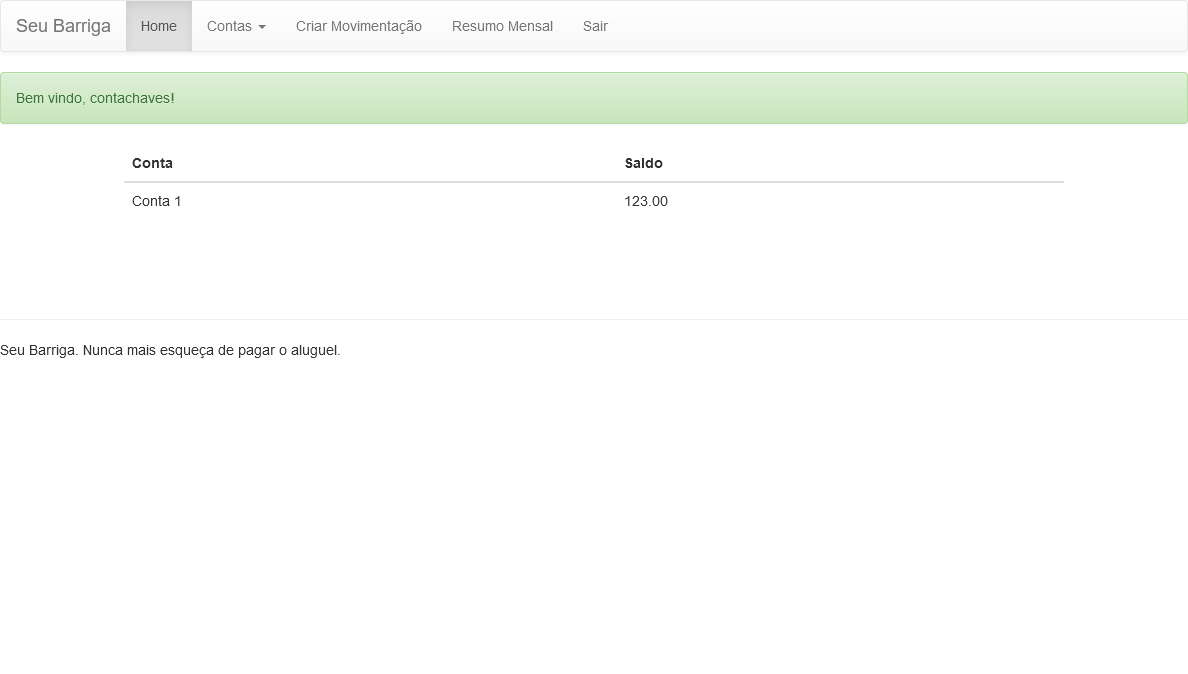 Seu Barriga Home Contas Criar Movimentação Resumo Mensal Sair
Bem vindo, contachaves!
Conta Saldo
Conta 1 123.00
Seu Barriga. Nunca mais esqueça de pagar o aluguel.